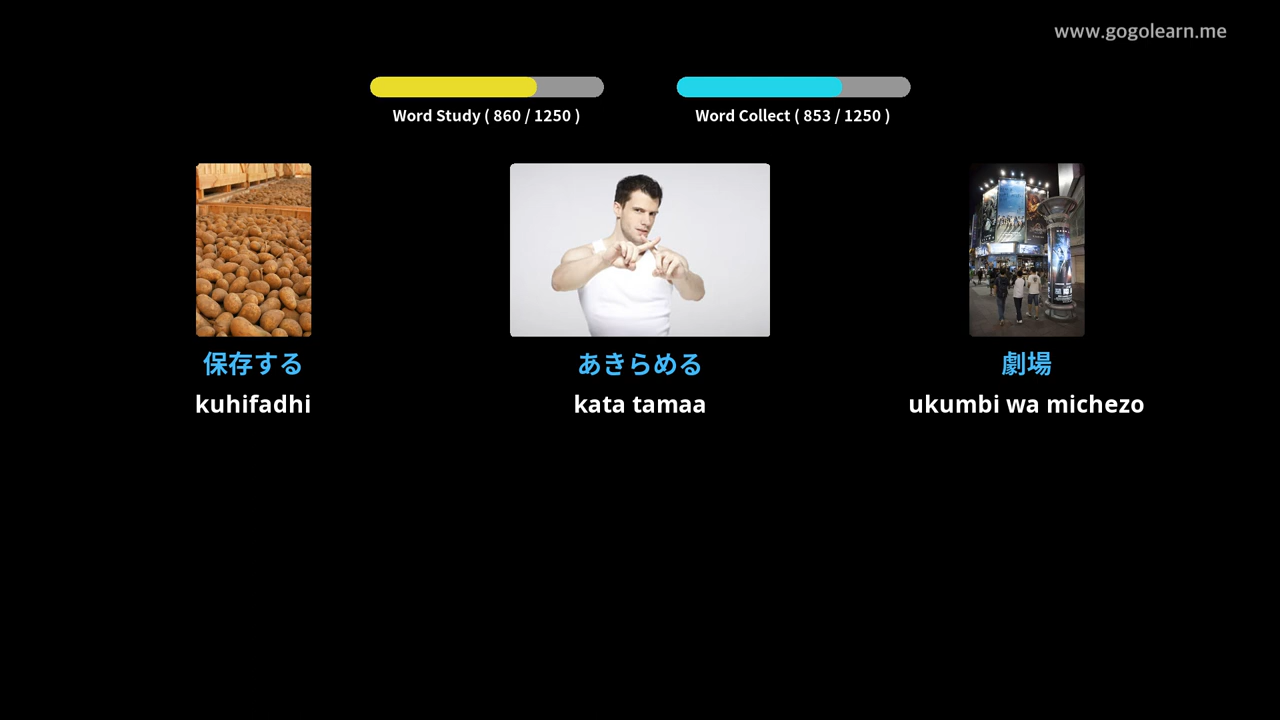 www.gogolearn.me
Word Study ( 860 / 1250 )
Word Collect ( 853 / 1250 )
保存する
あきらめる
劇場
kuhifadhi
kata tamaa
ukumbi wa michezo